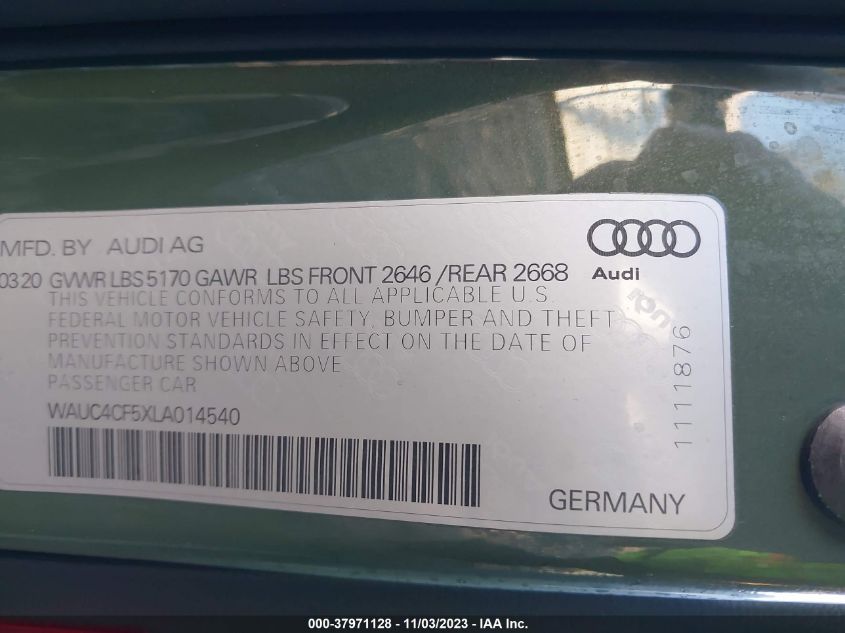 MFD. BY AUDI AG
Audi
0320 GVWR LBS 5170 GAWR LBS FRONT 2646 /REAR 2668
THIS VEHICLE CONFORMS TO ALL APPLICABLE U.S.
FEDERAL MOTOR VEHICLE SAFETY, BUMPER AND THEFT
PREVENTION STANDARDS IN EFFECT ON THE DATE OF
MANUFACTURE SHOWN ABOVE
PASSENGER CAR
WAUC4CF5XLA014540
1111876
GERMANY
000-37971128 - 11/03/2023 - IAA Inc.